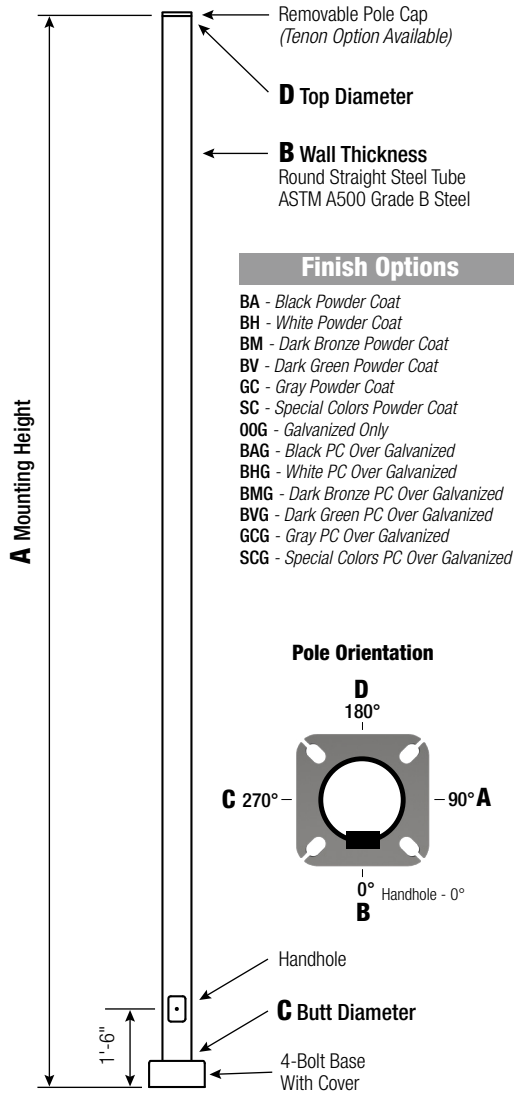 Removable Pole Cap
(Tenon Option Available)
D Top Diameter
B Wall Thickness
Round Straight Steel Tube
ASTM A500 Grade B Steel
Finish Options
BA - Black Powder Coat
BH - White Powder Coat
BM - Dark Bronze Powder Coat
BV - Dark Green Powder Coat
GC - Gray Powder Coat
SC - Special Colors Powder Coat
00G - Galvanized Only
BAG - Black PC Over Galvanized
BHG - White PC Over Galvanized
BMG - Dark Bronze PC Over Galvanized
BVG - Dark Green PC Over Galvanized
GCG - Gray PC Over Galvanized
SCG - Special Colors PC Over Galvanized
A Mounting Height
Pole Orientation
D
180°
C 270°
90° A
0° Handhole - 0°
B
Handhole
C Butt Diameter
1'-6"
4-Bolt Base
With Cover